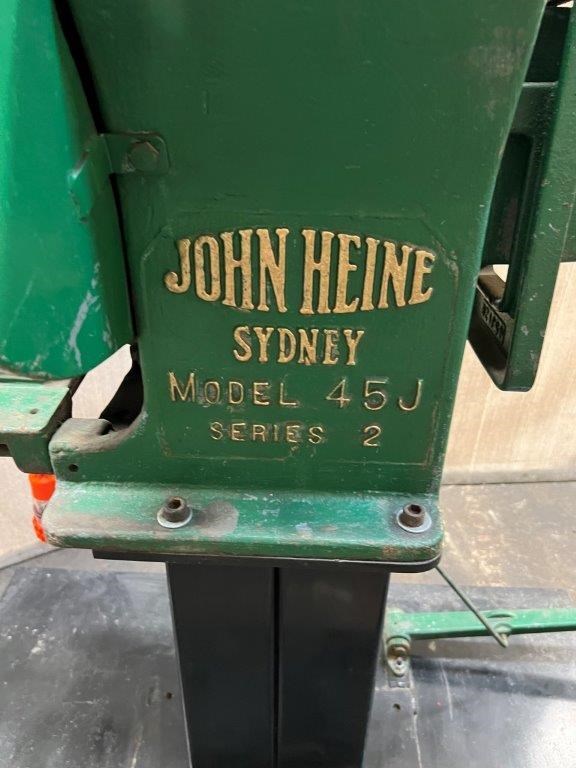 JOHN HEINE
SYDNEY
MODEL 45J
SERIES 2